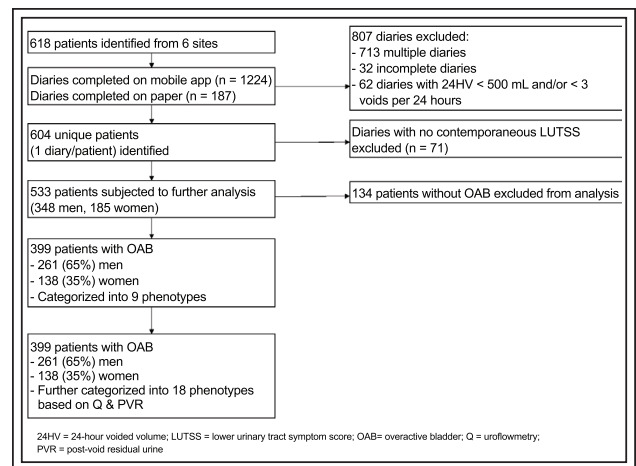 618 patients identified from 6 sites
807 diaries excluded:
- 713 multiple diaries
- 32 incomplete diaries
- 62 diaries with 24HV < 500 mL and/or < 3
voids per 24 hours
Diaries completed on mobile app (n = 1224)
Diaries completed on paper (n = 187)
604 unique patients
(1 diary/patient) identified
Diaries with no contemporaneous LUTSS
excluded (n = 71)
533 patients subjected to further analysis
(348 men, 185 women)
134 patients without OAB excluded from analysis
399 patients with OAB
- 261 (65%) men
- 138 (35%) women
- Categorized into 9 phenotypes
399 patients with OAB
- 261 (65%) men
- 138 (35%) women
- Further categorized into 18 phenotypes
based on Q & PVR
24HV = 24-hour voided volume; LUTSS = lower urinary tract symptom score; OAB= overactive bladder; Q = uroflowmetry;
PVR = post-void residual urine